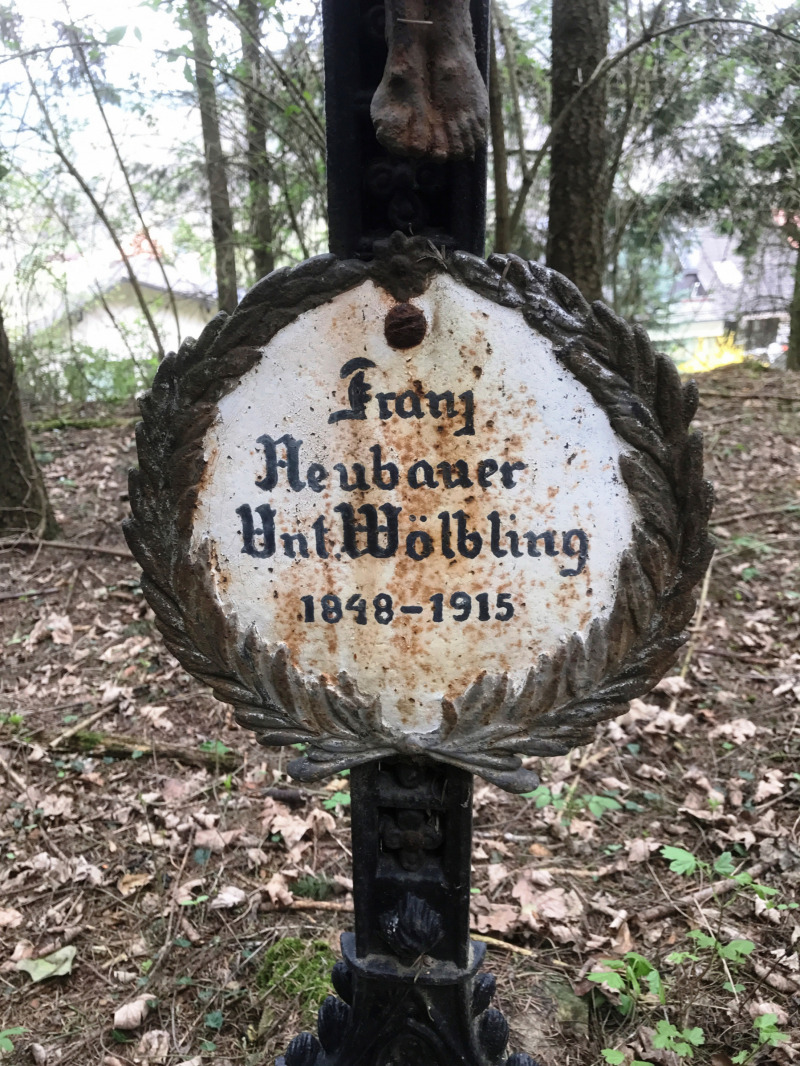 Franz
Neubauer
Unt. Wölbling
1848-1915